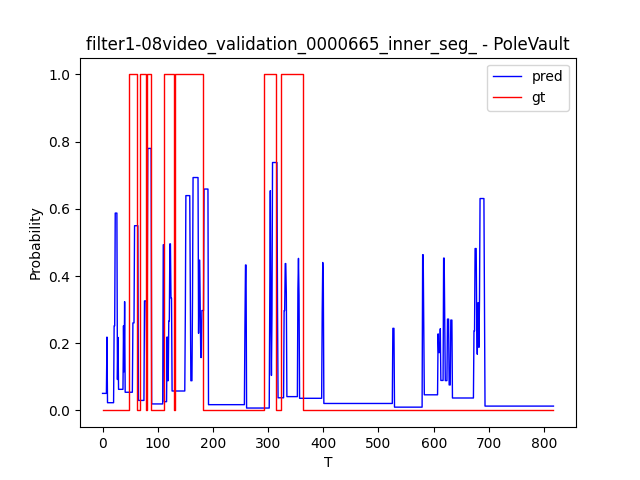 filter1-08video_validation_0000665_inner_seg_ - PoleVault
pred
gt
1.0
0.8
0.6
0.4
0.2
0.0
Probability
0 100 200 300 400 500 600 700 800
T